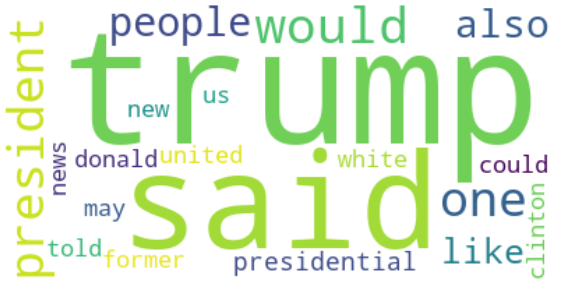 president
people
would
also
trump
new
us
news
donald
united
white
could
said
one
may
clinton
told
former
presidential
like